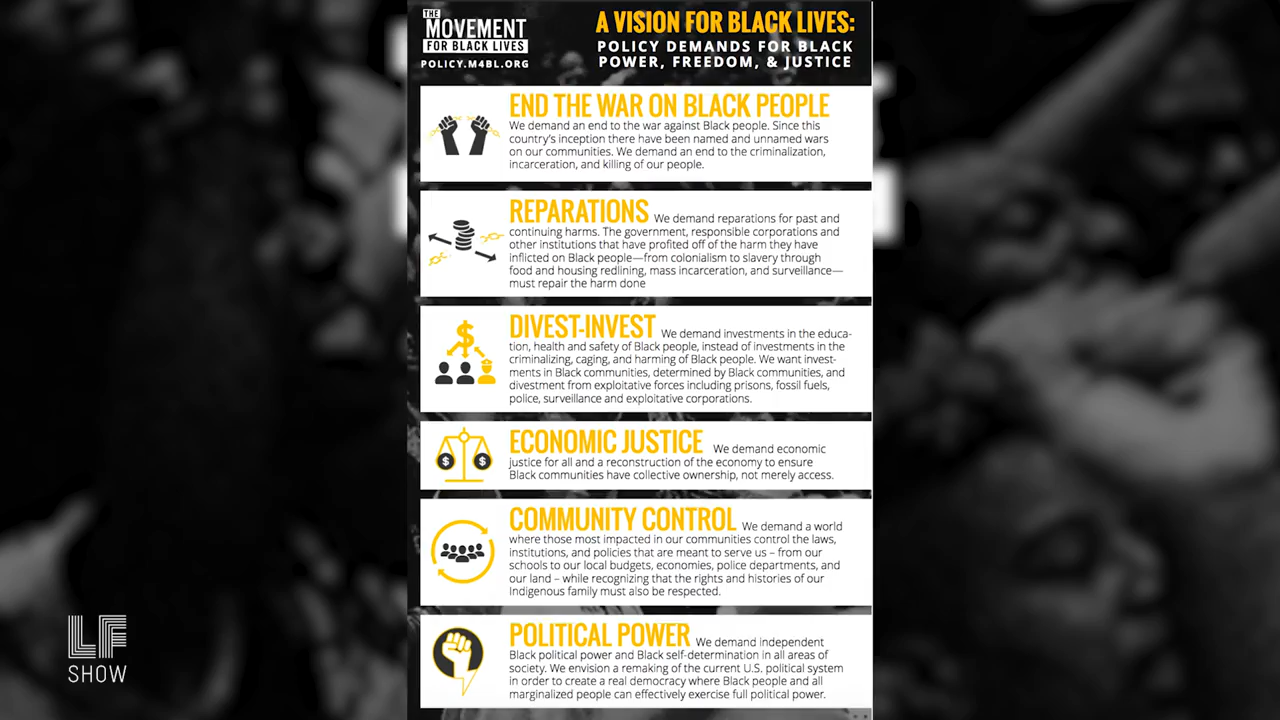 THE
MOVEMENT
FOR BLACK LIVES
POLICY.M4BL.ORG
A VISION FOR BLACK LIVES:
POLICY DEMANDS FOR BLACK
POWER, FREEDOM, & JUSTICE
END THE WAR ON BLACK PEOPLE
We demand an end to the war against Black people. Since this
country's inception there have been named and unnamed wars
on our communities. We demand an end to the criminalization,
incarceration, and killing of our people.
REPARATIONS We demand reparations for past and
continuing harms. The government, responsible corporations and
other institutions that have profited off of the harm they have
inflicted on Black people—from colonialism to slavery through
food and housing redlining, mass incarceration, and surveillance—
must repair the harm done
DIVEST-INVEST We demand investments in the educa-
tion, health and safety of Black people, instead of investments in the
criminalizing, caging, and harming of Black people. We want invest-
ments in Black communities, determined by Black communities, and
divestment from exploitative forces including prisons, fossil fuels,
police, surveillance and exploitative corporations.
ECONOMIC JUSTICE We demand economic
justice for all and a reconstruction of the economy to ensure
Black communities have collective ownership, not merely access.
COMMUNITY CONTROL We demand a world
where those most impacted in our communities control the laws,
institutions, and policies that are meant to serve us – from our
schools to our local budgets, economies, police departments, and
our land – while recognizing that the rights and histories of our
Indigenous family must also be respected.
POLITICAL POWER We demand independent
Black political power and Black self-determination in all areas of
society. We envision a remaking of the current U.S. political system
in order to create a real democracy where Black people and all
marginalized people can effectively exercise full political power.
LF
SHOW